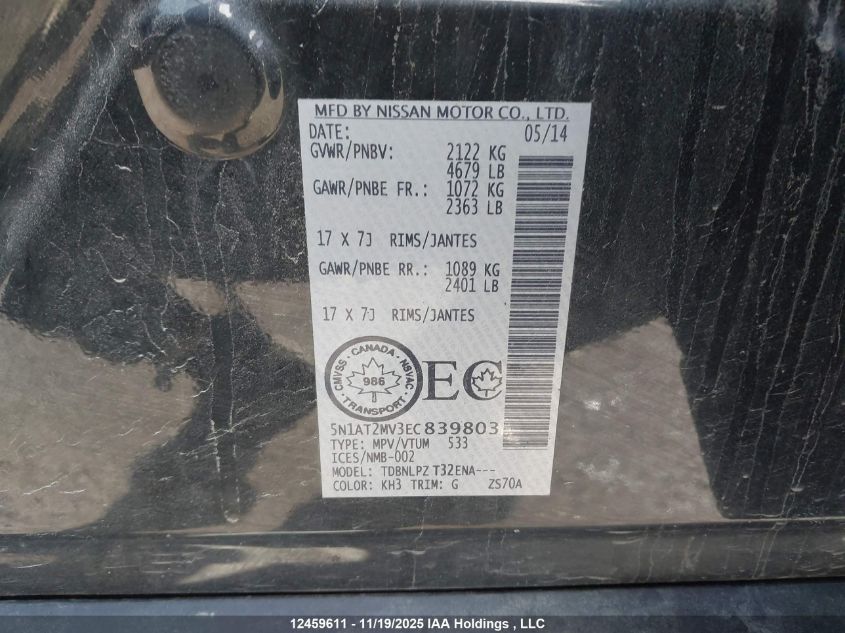 MFD BY NISSAN MOTOR CO., LTD.
DATE: 05/14
GVWR/PNBV: 2122 KG
4679 LB
GAWR/PNBE FR.: 1072 KG
2363 LB
17 X 7J RIMS/JANTES
GAWR/PNBE RR.: 1089 KG
2401 LB
17 X 7J RIMS/JANTES
CANADA
CMVSS NSVAC
986
TRANSPORT
EC
5N1AT2MV3EC839803
TYPE: MPV/VTUM 533
ICES/NMB-002
MODEL: TDBNLPZ T32ENA---
COLOR: KH3 TRIM: G ZS70A
12459611 - 11/19/2025 IAA Holdings , LLC